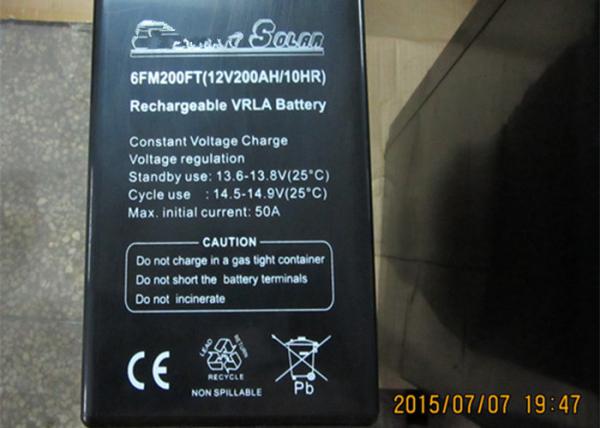 Solar
6FM200FT(12V200AH/10HR)
Rechargeable VRLA Battery
Constant Voltage Charge
Voltage regulation
Standby use: 13.6-13.8V(25°C)
Cycle use : 14.5-14.9V(25°C)
Max. initial current: 50A
CAUTION
Do not charge in a gas tight container
Do not short the battery terminals
Do not incinerate
CE
LEAD RETURN
RECYCLE
NON SPILLABLE
Pb
2015/07/07 19:47